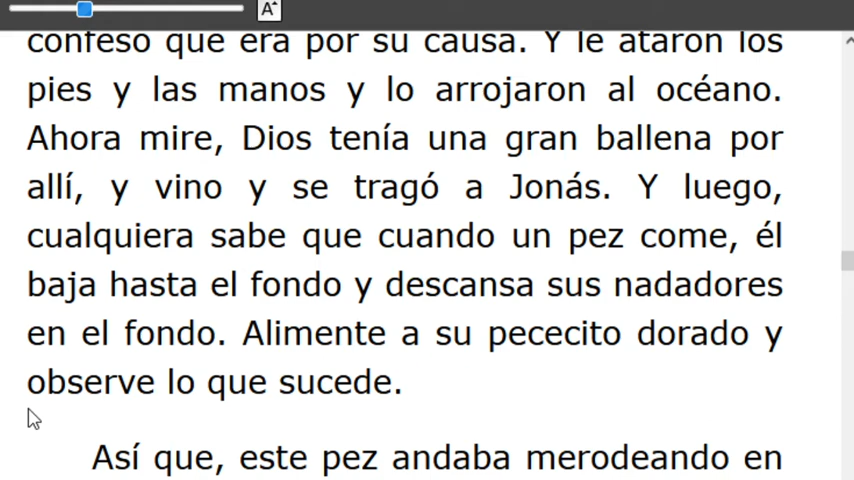 A
confesó que era por su causa. Y le ataron los
pies y las manos y lo arrojaron al océano.
Ahora mire, Dios tenía una gran ballena por
allí, y vino y se tragó a Jonás. Y luego,
cualquiera sabe que cuando un pez come, él
baja hasta el fondo y descansa sus nadadores
en el fondo. Alimente a su pececito dorado y
observe lo que sucede.
Así que, este pez andaba merodeando en